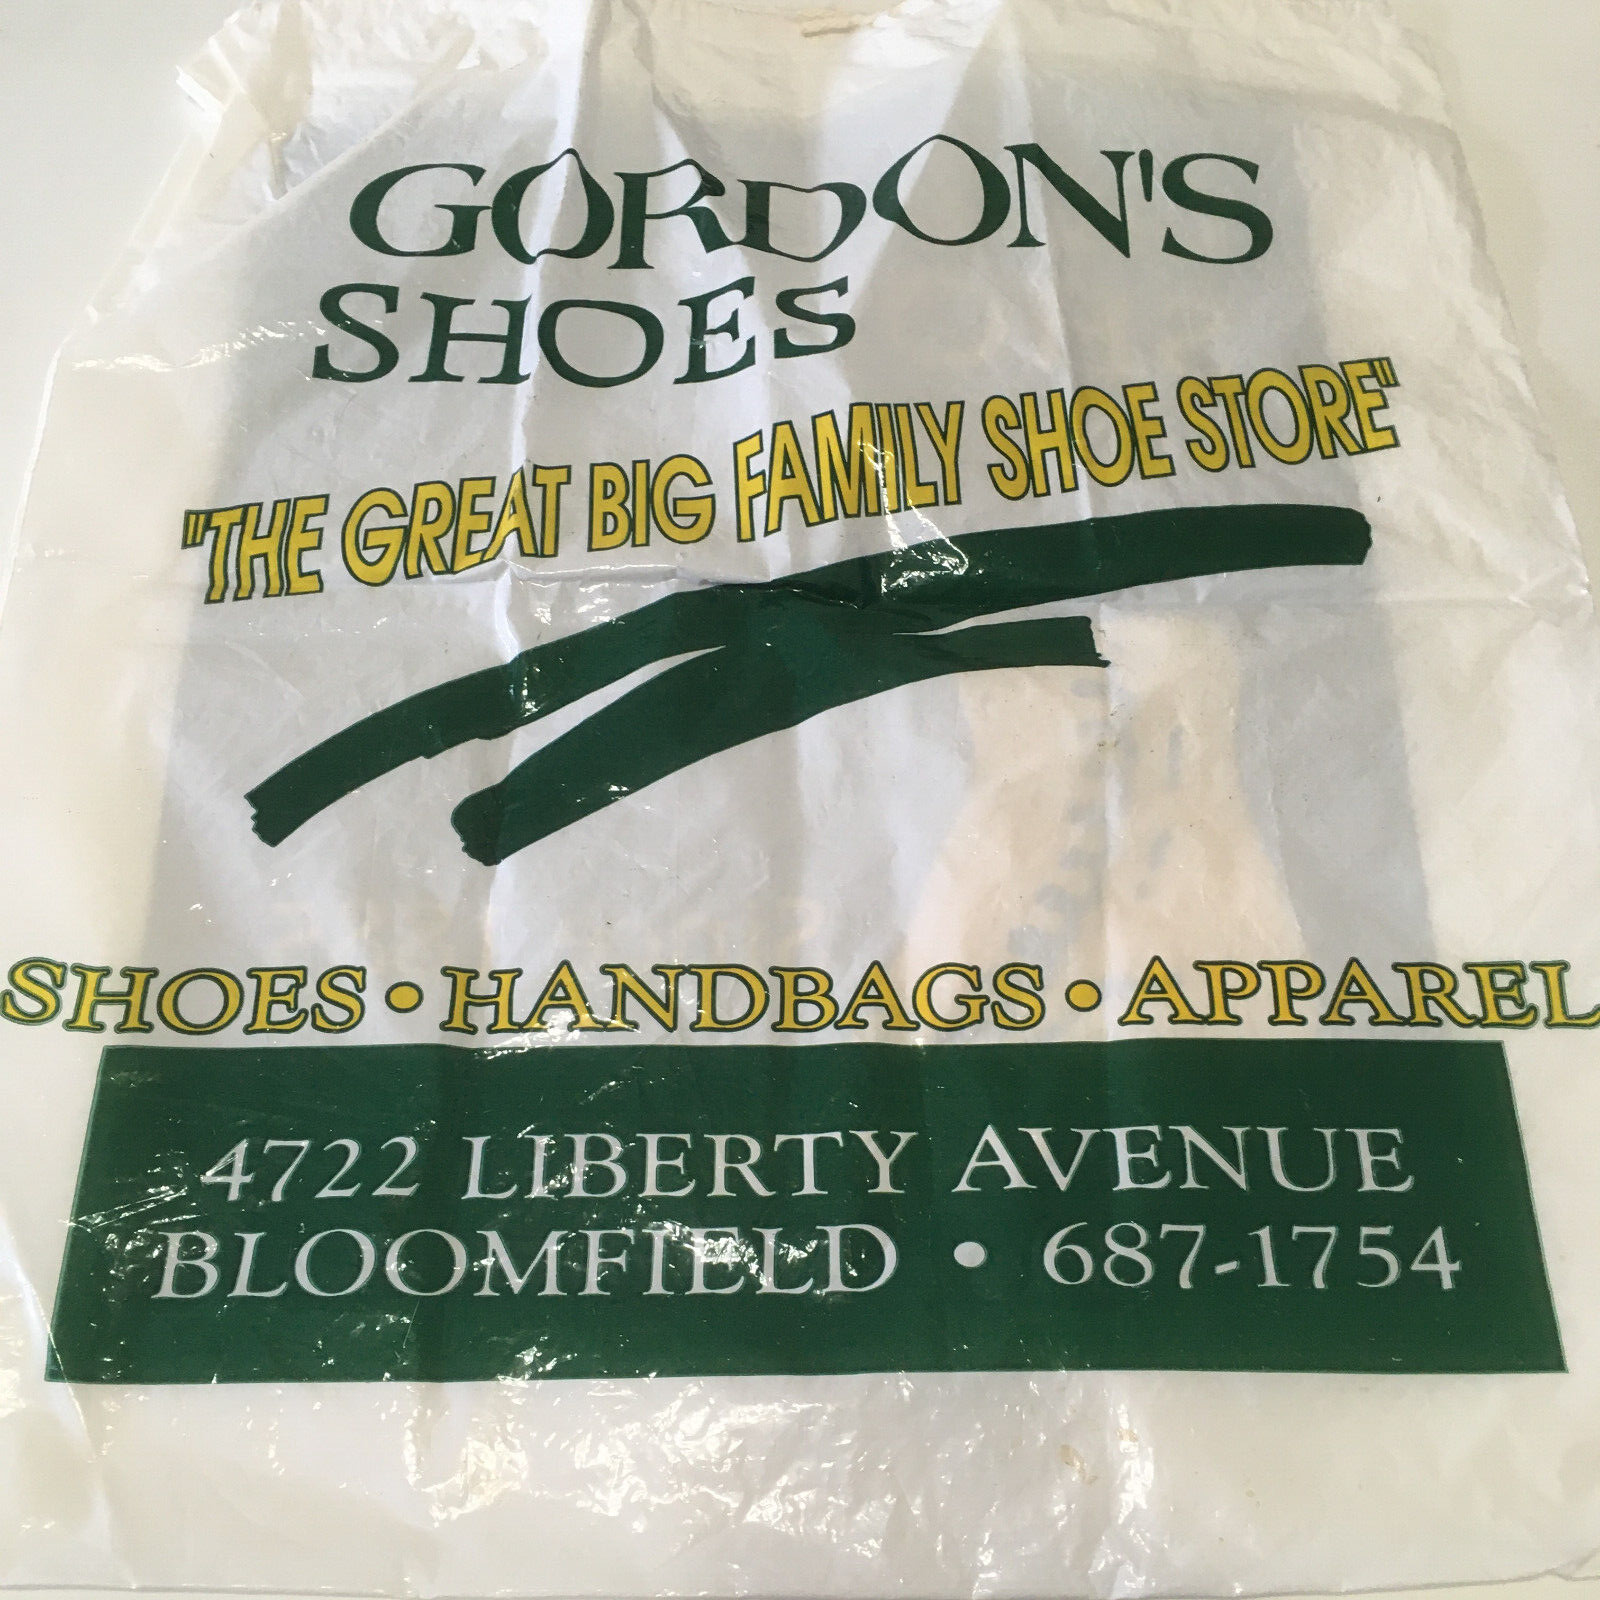 GORDON'S
SHOES
"THE GREAT BIG FAMILY SHOE STORE"
SHOES • HANDBAGS • APPAREL
4722 LIBERTY AVENUE
BLOOMFIELD • 687-1754